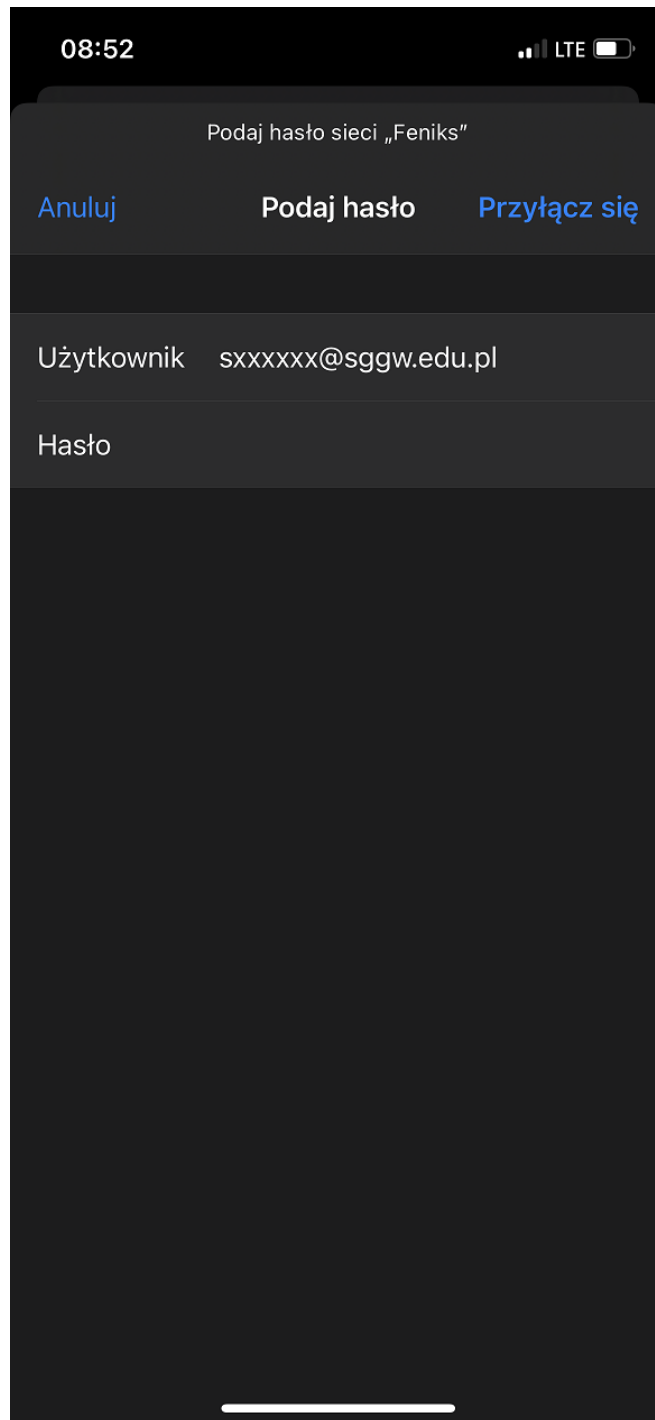 08:52 LTE
Podaj hasło sieci „Feniks”
Anuluj Podaj hasło Przyłącz się
Użytkownik sxxxxxx@sggw.edu.pl
Hasło